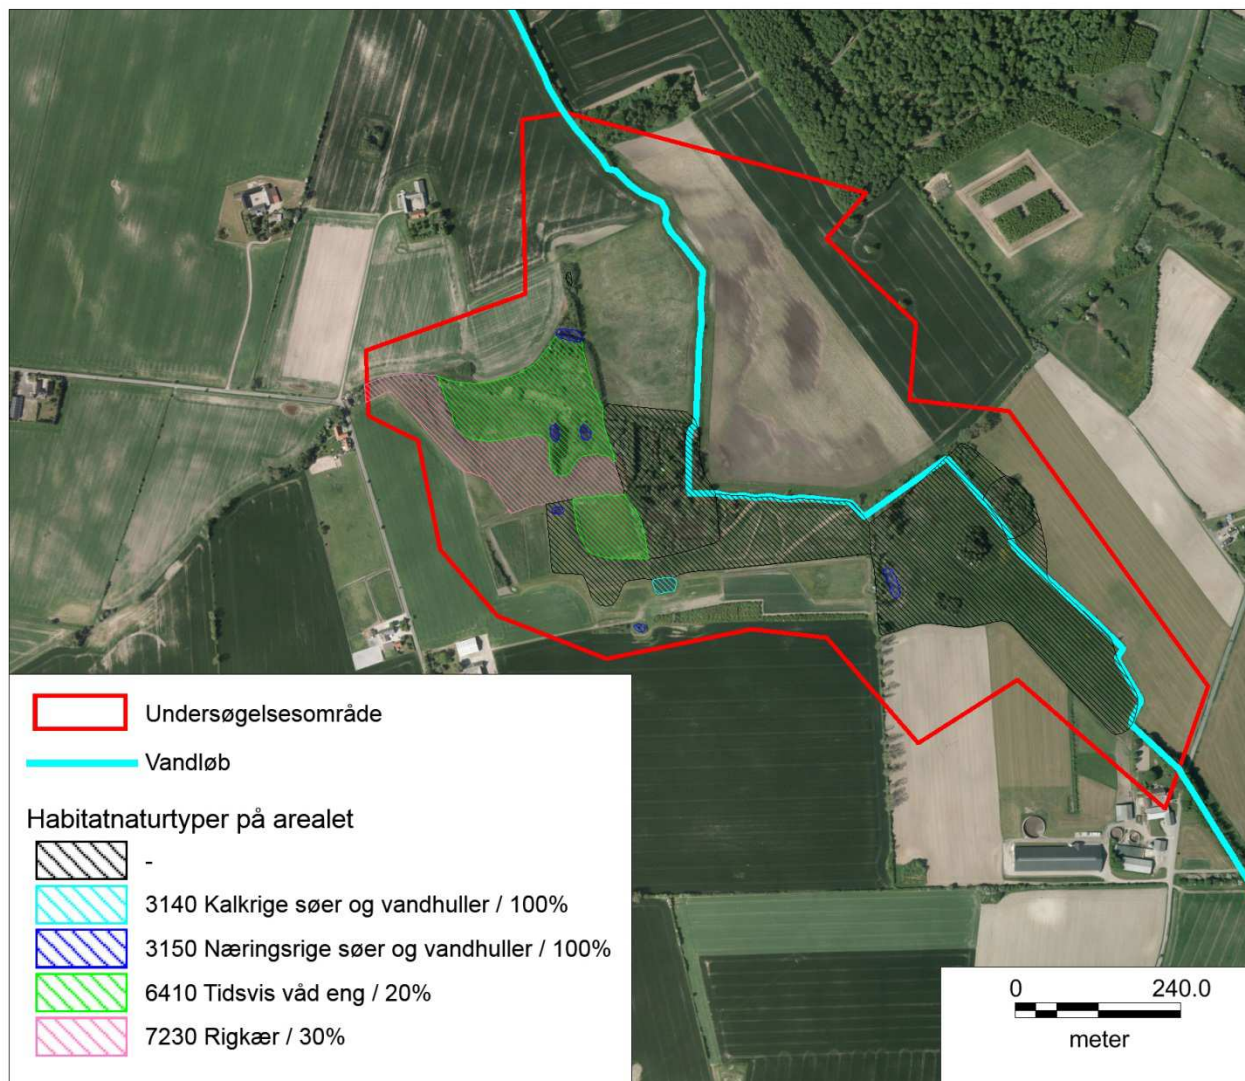 Undersøgelsesområde
Vandløb
Habitatnaturtyper på arealet
-
3140 Kalkrige søer og vandhuller / 100%
3150 Næringsrige søer og vandhuller / 100%
6410 Tidsvis våd eng / 20%
7230 Rigkær / 30%
0 240.0
meter